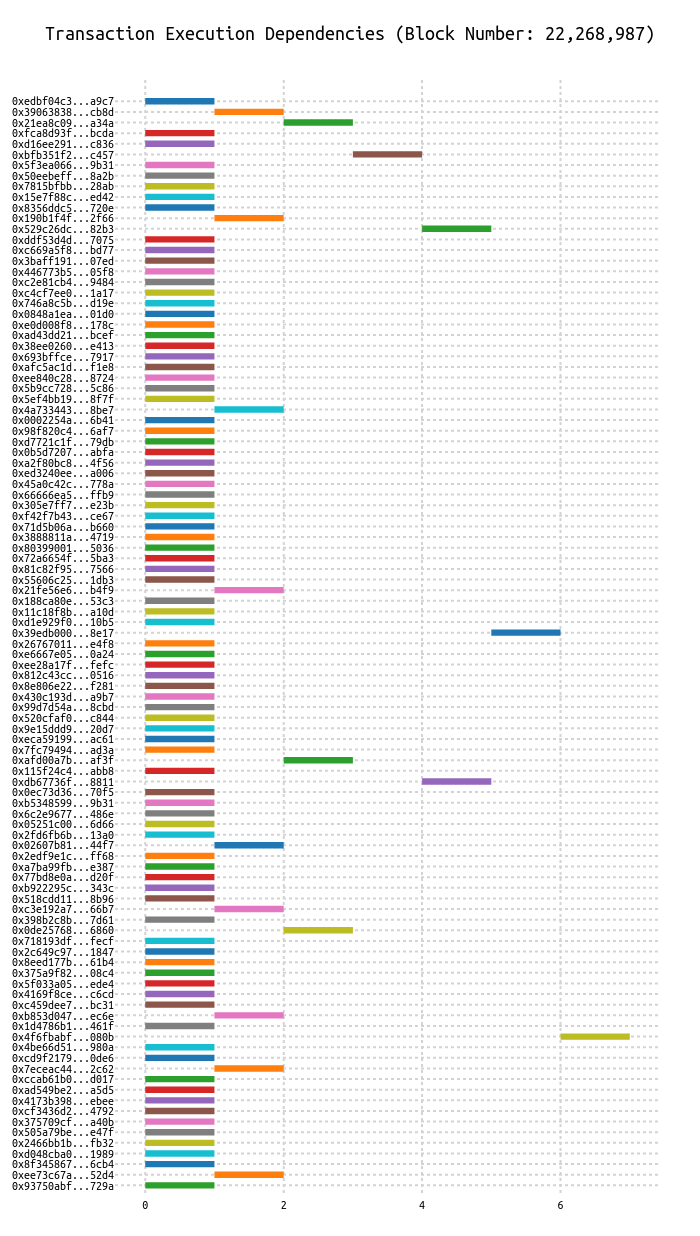 Transaction Execution Dependencies (Block Number: 22,268,987)
0xedbf04c3...a9c7
0x39063838...cb8d
0x21ea8c09...a34a
0xfca8d93f...bcda
0xd16ee291...c836
0xbfb351f2...c457
0x5f3ea066...9b31
0x50eebeff...8a2b
0x7815bfbb...28ab
0x15e7f88c...ed42
0x8356ddc5...720e
0x190b1f4f...2f66
0x529c26dc...82b3
0xddf53d4d...7075
0xc669a5f8...bd77
0x3baff191...07ed
0x446773b5...05f8
0xc2e81cb4...9484
0xc4cf7ee0...1a17
0x746a8c5b...d19e
0x0848a1ea...01d0
0xe0d008f8...178c
0xad43dd21...bcef
0x38ee0260...e413
0x693bffce...7917
0xafc5ac1d...f1e8
0xee840c28...8724
0x5b9cc728...5c86
0x5ef4bb19...8f7f
0x4a733443...8be7
0x0002254a...6b41
0x98f820c4...6af7
0xd7721c1f...79db
0x0b5d7207...abfa
0xa2f80bc8...4f56
0xed3240ee...a006
0x45a0c42c...778a
0x66666ea5...ffb9
0x305e7ff7...e23b
0xf42f7b43...ce67
0x71d5b06a...b660
0x3888811a...4719
0x80399001...5036
0x72a6654f...5ba3
0x81c82f95...7566
0x55606c25...1db3
0x21fe56e6...b4f9
0x188ca80e...53c3
0x11c18f8b...a10d
0xd1e929f0...10b5
0x39edb000...8e17
0x26767011...e4f8
0xe6667e05...0a24
0xee28a17f...fefc
0x812c43cc...0516
0x8e806e22...f281
0x430c193d...a9b7
0x99d7d54a...8cbd
0x520cfaf0...c844
0x9e15ddd9...20d7
0xeca59199...ac61
0x7fc79494...ad3a
0xafd00a7b...af3f
0x115f24c4...abb8
0xdb67736f...8811
0x0ec73d36...70f5
0xb5348599...9b31
0x6c2e9677...486e
0x05251c00...6d66
0x2fd6fb6b...13a0
0x02607b81...44f7
0x2edf9e1c...ff68
0xa7ba99fb...e387
0x77bd8e0a...d20f
0xb922295c...343c
0x518cdd11...8b96
0xc3e192a7...66b7
0x398b2c8b...7d61
0x0de25768...6860
0x718193df...fecf
0x2c649c97...1847
0x8eed177b...61b4
0x375a9f82...08c4
0x5f033a05...ede4
0x4169f8ce...c6cd
0xc459dee7...bc31
0xb853d047...ec6e
0x1d4786b1...461f
0x4f6fbabf...080b
0x4be66d51...980a
0xcd9f2179...0de6
0x7eceac44...2c62
0xccab61b0...d017
0xad549be2...a5d5
0x4173b398...ebee
0xcf3436d2...4792
0x375709cf...a40b
0x505a79be...e47f
0x2466bb1b...fb32
0xd048cba0...1989
0x8f345867...6cb4
0xee73c67a...52d4
0x93750abf...729a
0 2 4 6